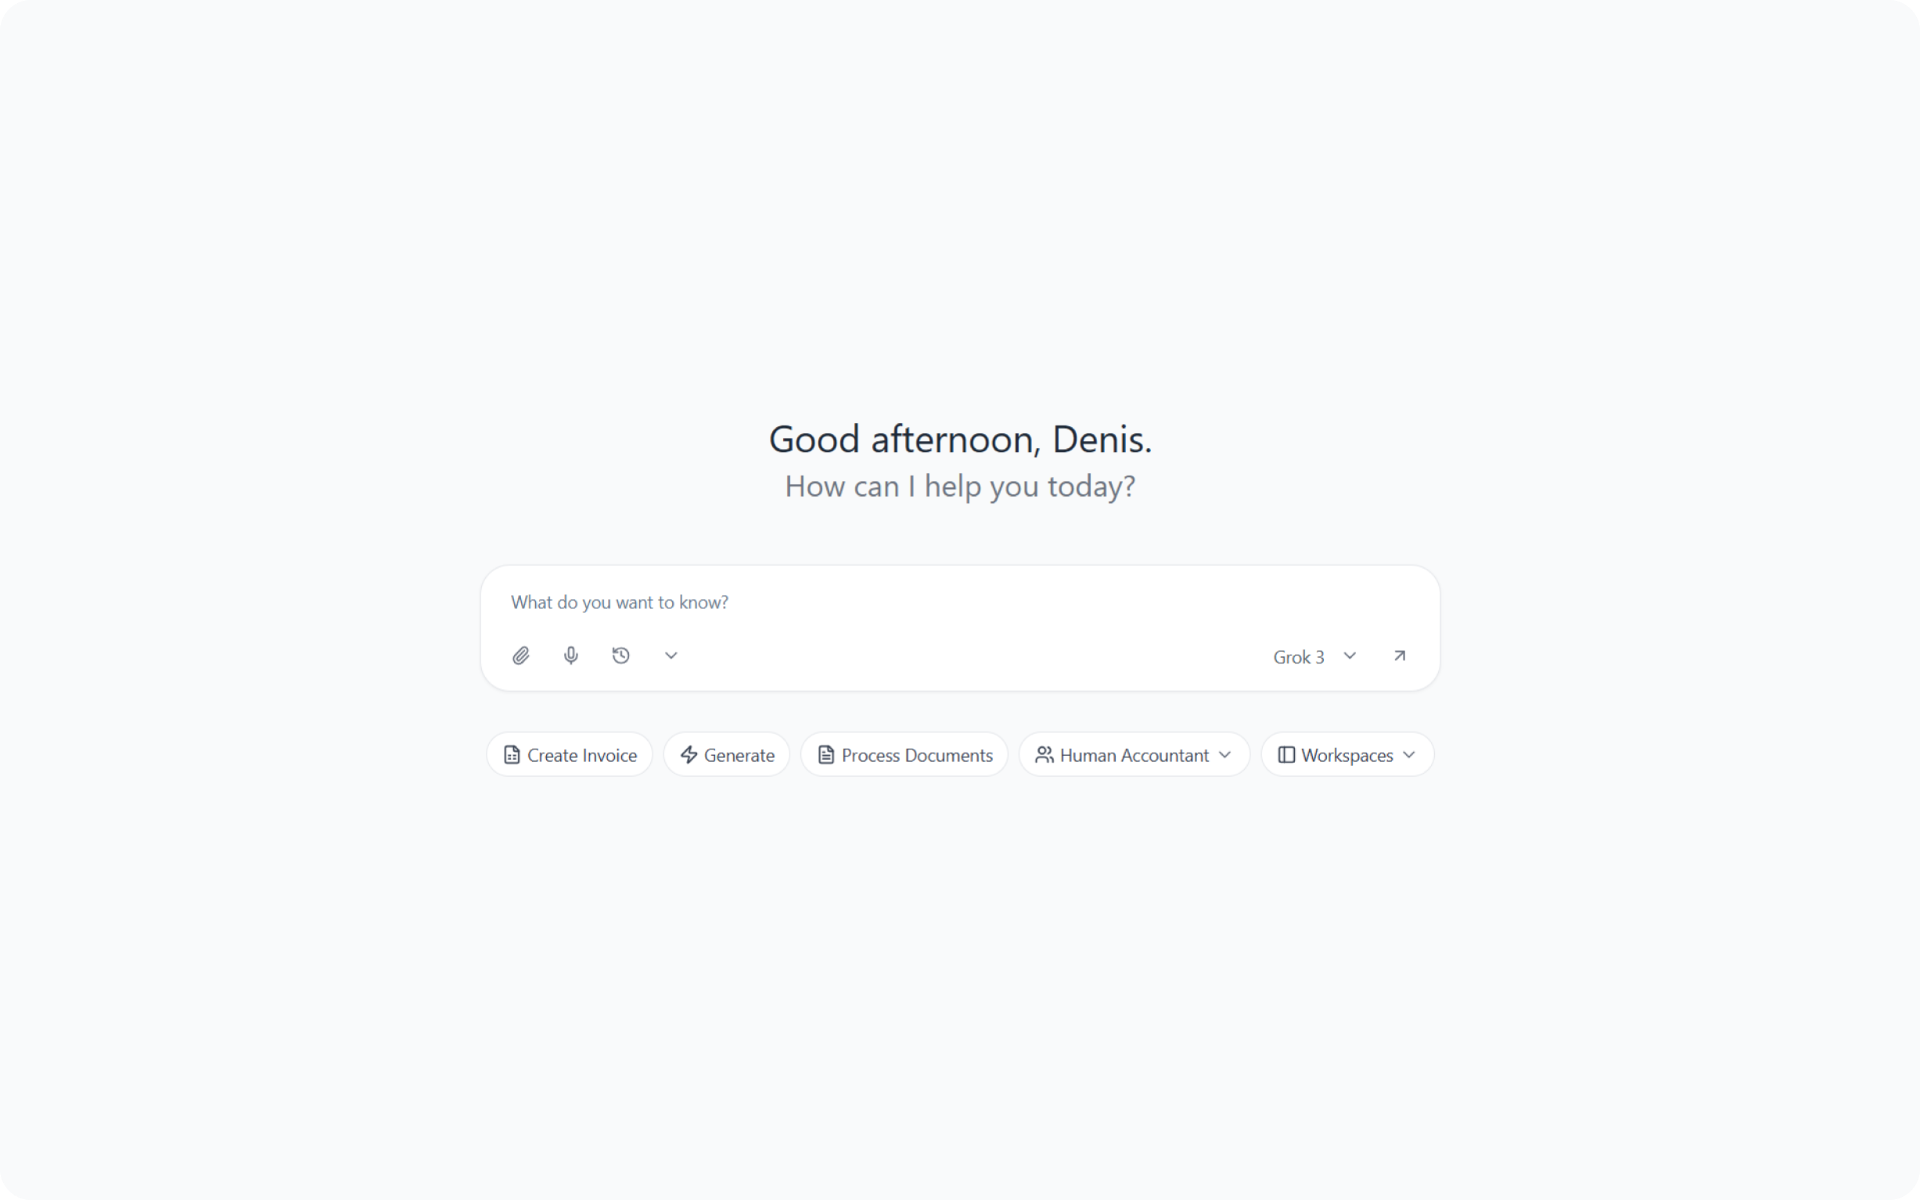 Good afternoon, Denis.
How can I help you today?
What do you want to know?
Grok 3
Create Invoice
Generate
Process Documents
Human Accountant
Workspaces